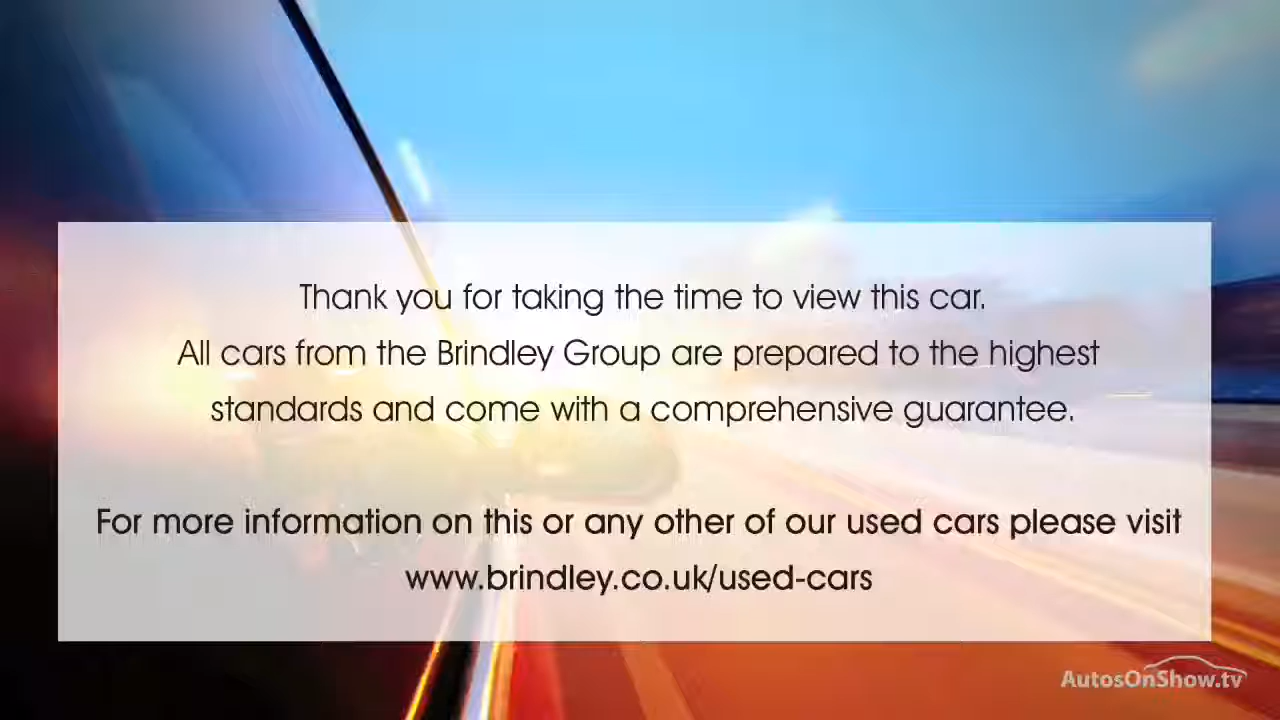 Thank you for taking the time to view this car.
All cars from the Brindley Group are prepared to the highest
standards and come with a comprehensive guarantee.
For more information on this or any other of our used cars please visit
www.brindley.co.uk/used-cars
AutosOnShow.tv